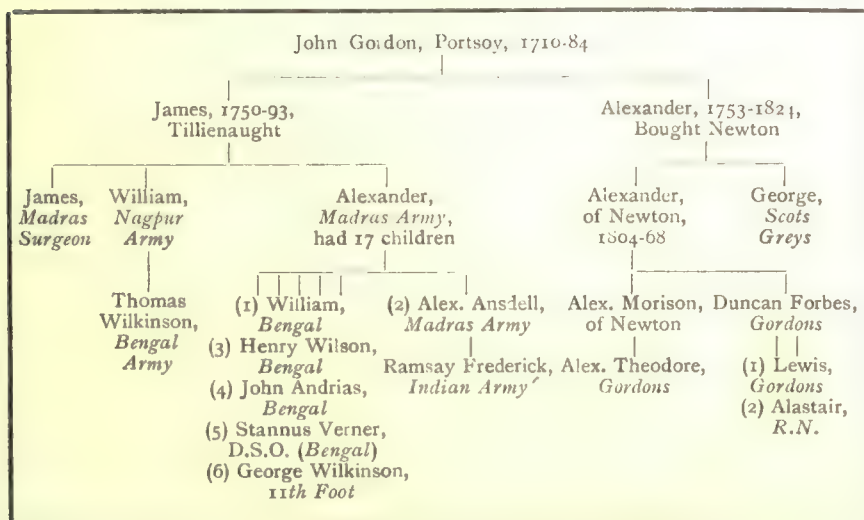 John Gordon, Portsoy, 1710-84
James, 1750-93,
Tillienaught
Alexander, 1753-1824,
Bought Newton
James,
Madras
Surgeon
William,
Nagpur
Army
Alexander,
Madras Army,
had 17 children
Alexander,
of Newton,
1804-68
George,
Scots
Greys
Thomas
Wilkinson,
Bengal
Army
(1) William,
Bengal
(3) Henry Wilson,
Bengal
(4) John Andrias,
Bengal
(5) Stannus Verner,
D.S.O. (Bengal)
(6) George Wilkinson,
11th Foot
(2) Alex. Ansdell,
Madras Army
Ramsay Frederick,
Indian Army
Alex. Morison,
of Newton
Alex. Theodore,
Gordons
Duncan Forbes,
Gordons
(1) Lewis,
Gordons
(2) Alastair,
R.N.